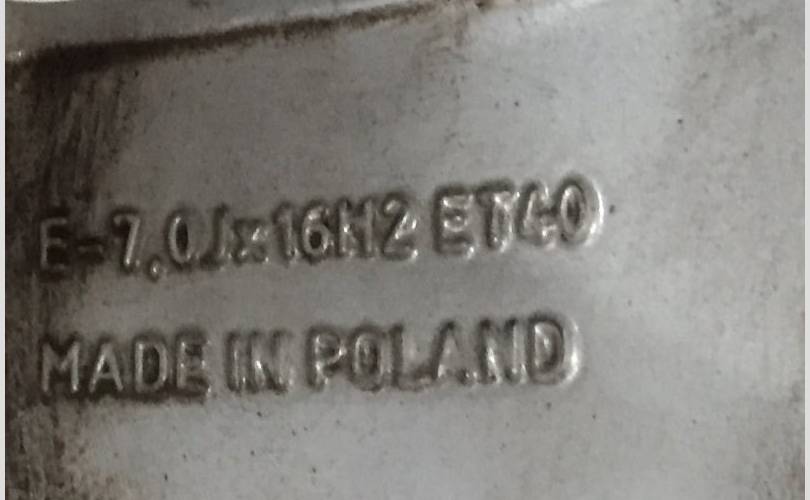 E=7,0Jx16H2 ET40
MADE IN POLAND